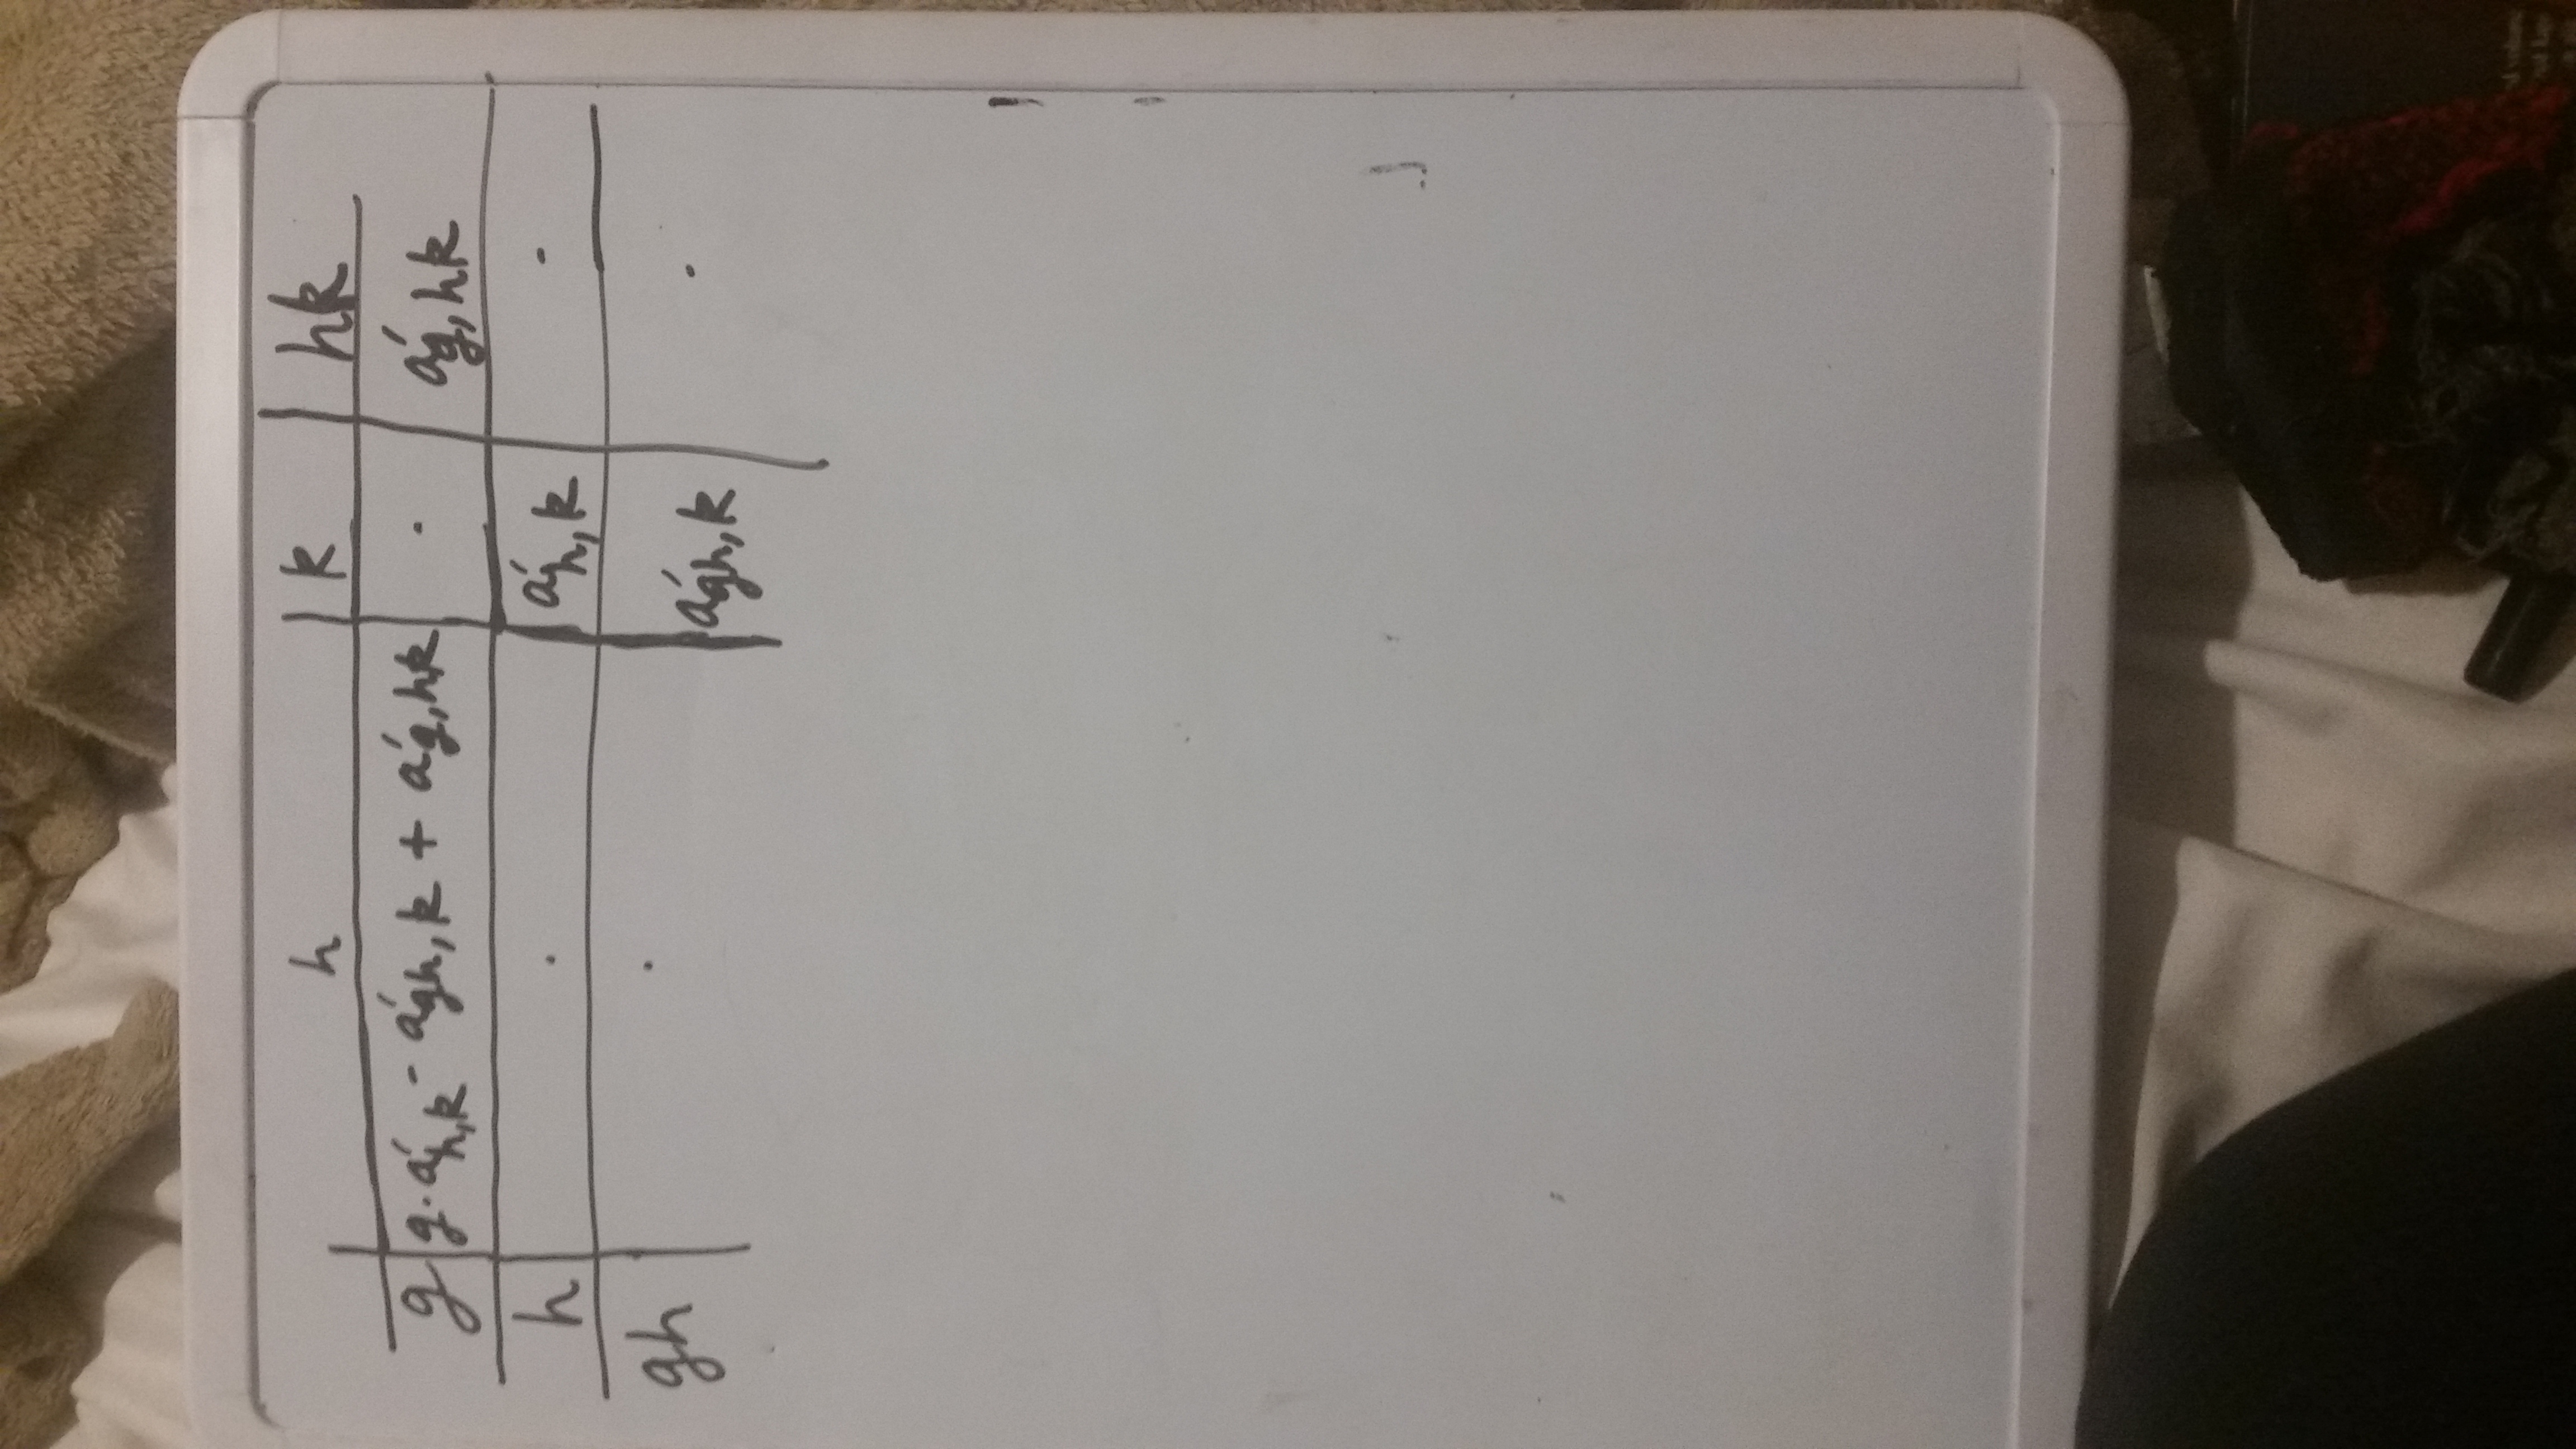 h k hk
g g·a'h,k - a'gh,k + a'g,hk · a'g,hk
h · a'h,k ·
gh · a'gh,k ·